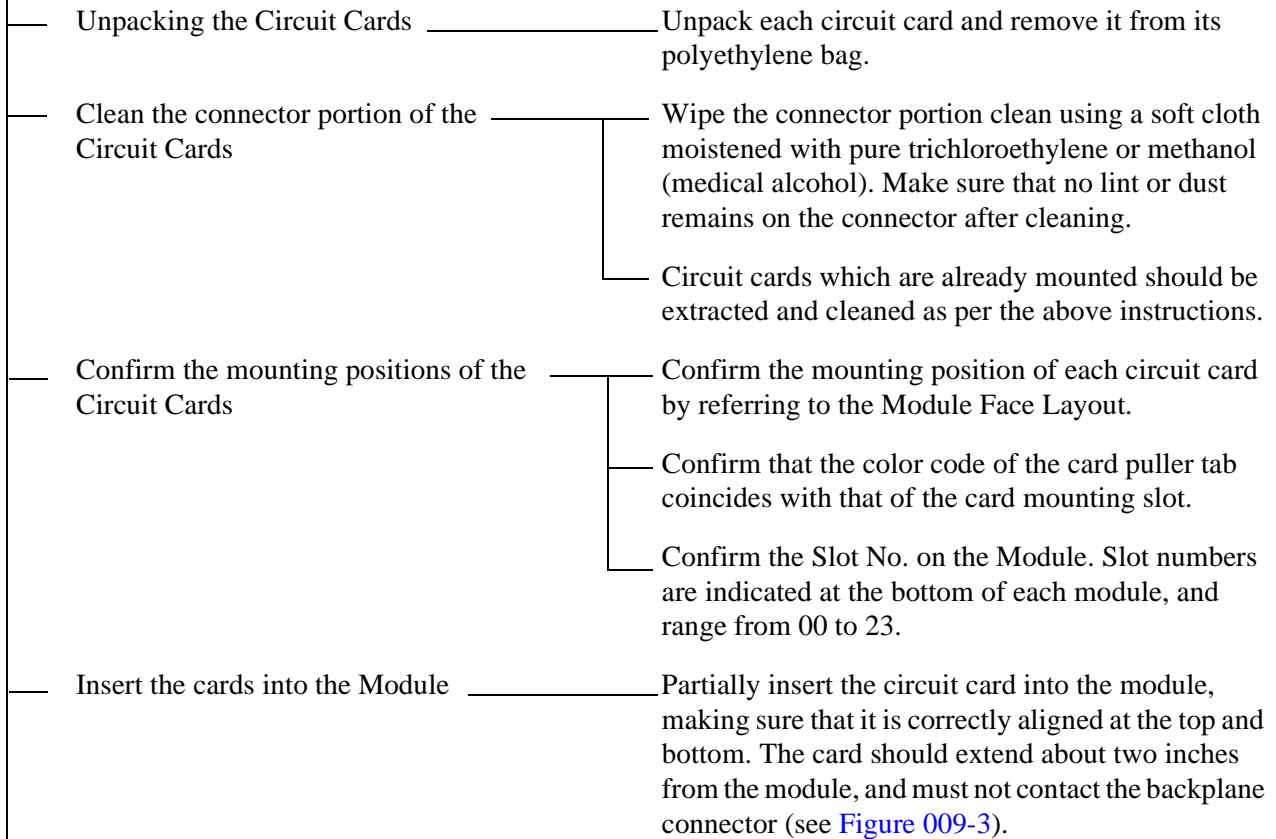 Unpacking the Circuit Cards
Unpack each circuit card and remove it from its
polyethylene bag.
Clean the connector portion of the
Circuit Cards
Wipe the connector portion clean using a soft cloth
moistened with pure trichloroethylene or methanol
(medical alcohol). Make sure that no lint or dust
remains on the connector after cleaning.
Circuit cards which are already mounted should be
extracted and cleaned as per the above instructions.
Confirm the mounting positions of the
Circuit Cards
Confirm the mounting position of each circuit card
by referring to the Module Face Layout.
Confirm that the color code of the card puller tab
coincides with that of the card mounting slot.
Confirm the Slot No. on the Module. Slot numbers
are indicated at the bottom of each module, and
range from 00 to 23.
Insert the cards into the Module
Partially insert the circuit card into the module,
making sure that it is correctly aligned at the top and
bottom. The card should extend about two inches
from the module, and must not contact the backplane
connector (see Figure 009-3).